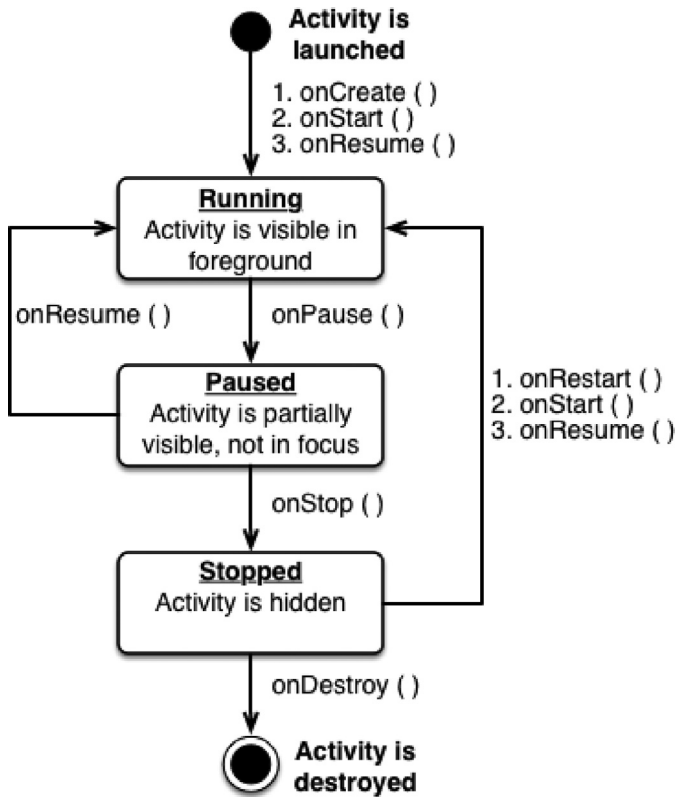 Activity is
launched
1. onCreate ( )
2. onStart ( )
3. onResume ( )
Running
Activity is visible in
foreground
onResume ( )
onPause ( )
Paused
Activity is partially
visible, not in focus
1. onRestart ( )
2. onStart ( )
3. onResume ( )
onStop ( )
Stopped
Activity is hidden
onDestroy ( )
Activity is
destroyed